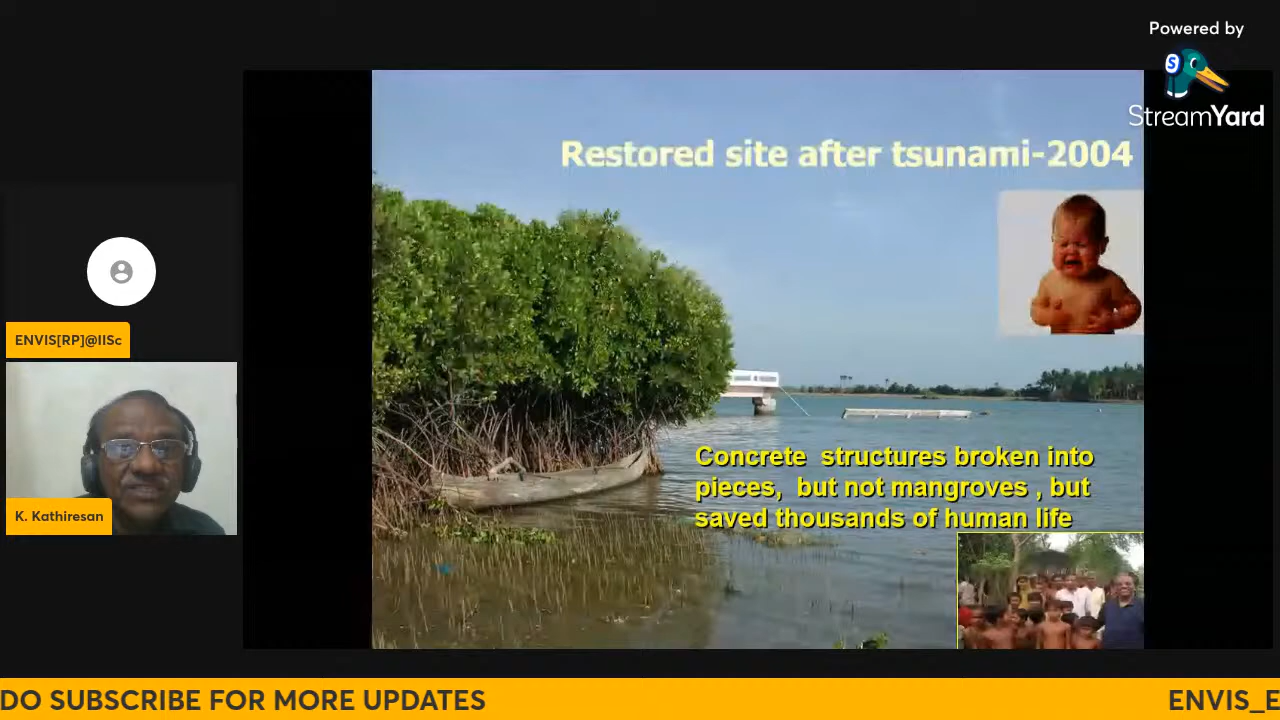 Powered by
StreamYard
Restored site after tsunami-2004
ENVIS[RP]@IISc
K. Kathiresan
Concrete structures broken into
pieces, but not mangroves , but
saved thousands of human life
DO SUBSCRIBE FOR MORE UPDATES
ENVIS_E